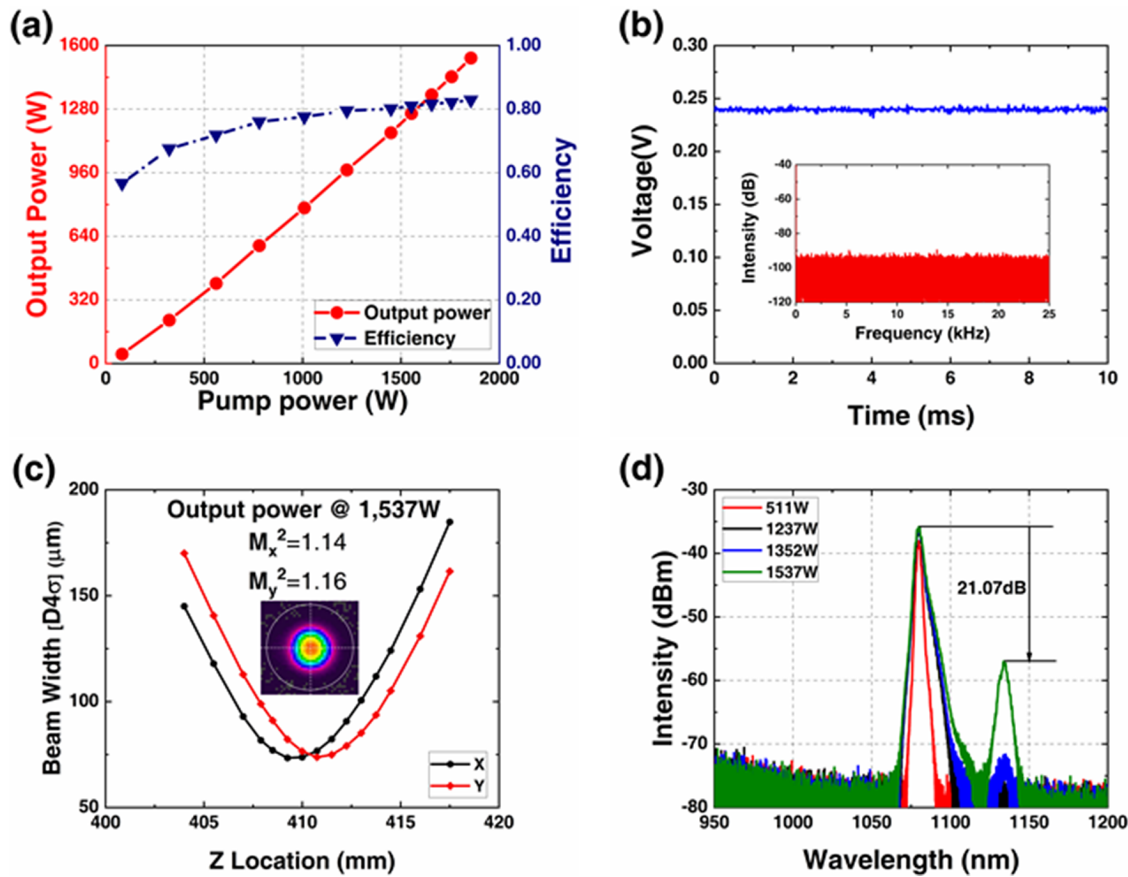 (a)
Output Power (W)
1600
1280
960
640
320
0
1.00
0.80
0.60
0.40
0.20
0.00
Efficiency
Output power
Efficiency
0 500 1000 1500 2000
Pump power (W)
(b)
Voltage(V)
0.30
0.25
0.20
0.15
0.10
0.05
0.00
Intensity (dB)
-40
-60
-80
-100
-120
0 5 10 15 20 25
Frequency (kHz)
0 2 4 6 8 10
Time (ms)
(c)
Beam Width [D4σ] (μm)
200
150
100
50
Output power @ 1,537W
Mx²=1.14
My²=1.16
X
Y
400 405 410 415 420
Z Location (mm)
(d)
Intensity (dBm)
-30
-40
-50
-60
-70
-80
511W
1237W
1352W
1537W
21.07dB
950 1000 1050 1100 1150 1200
Wavelength (nm)